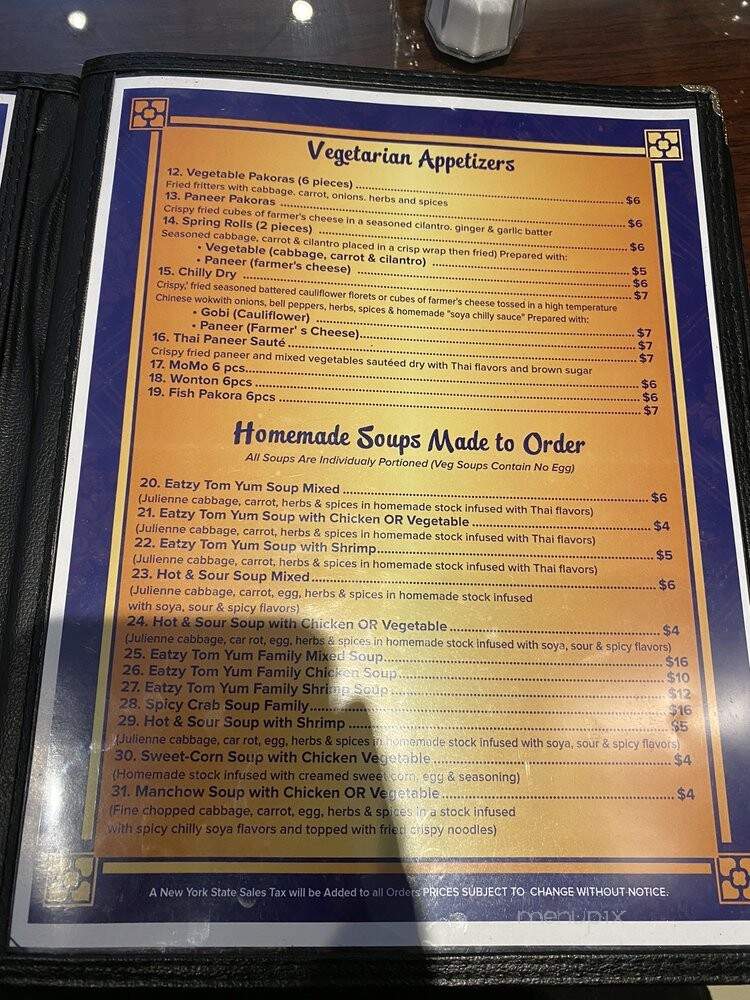 Vegetarian Appetizers
12. Vegetable Pakoras (6 pieces) $6
Fried fritters with cabbage. carrot, onions. herbs and spices
13. Paneer Pakoras $6
Crispy fried cubes of farmer's cheese in a seasoned cilantro. ginger & garlic batter
14. Spring Rolls (2 pieces) $6
Seasoned cabbage, carrot & cilantro placed in a crisp wrap then fried) Prepared with:
• Vegetable (cabbage, carrot & cilantro) $5
• Paneer (farmer's cheese) $6
15. Chilly Dry $7
Crispy,' fried seasoned battered cauliflower florets or cubes of farmer's cheese tossed in a high temperature
Chinese wokwith onions, bell peppers, herbs, spices & homemade "soya chilly sauce" Prepared with:
• Gobi (Cauliflower) $7
• Paneer (Farmer' s Cheese) $7
16. Thai Paneer Sauté $7
Crispy fried paneer and mixed vegetables sautéed dry with Thai flavors and brown sugar
17. MoMo 6 pcs. $6
18. Wonton 6pcs $6
19. Fish Pakora 6pcs $7
Homemade Soups Made to Order
All Soups Are Individualy Portioned (Veg Soups Contain No Egg)
20. Eatzy Tom Yum Soup Mixed $6
(Julienne cabbage, carrot, herbs & spices in homemade stock infused with Thai flavors)
21. Eatzy Tom Yum Soup with Chicken OR Vegetable $4
(Julienne cabbage, carrot, herbs & spices in homemade stock infused with Thai flavors)
22. Eatzy Tom Yum Soup with Shrimp $5
(Julienne cabbage, carrot, herbs & spices in homemade stock infused with Thai flavors)
23. Hot & Sour Soup Mixed $6
(Julienne cabbage, carrot, egg, herbs & spices in homemade stock infused
with soya, sour & spicy flavors)
24. Hot & Sour Soup with Chicken OR Vegetable $4
(Julienne cabbage, car rot, egg, herbs & spices in homemade stock infused with soya, sour & spicy flavors)
25. Eatzy Tom Yum Family Mixed Soup $16
26. Eatzy Tom Yum Family Chicken Soup $10
27. Eatzy Tom Yum Family Shrimp Soup $12
28. Spicy Crab Soup Family $16
29. Hot & Sour Soup with Shrimp $5
(Julienne cabbage, car rot, egg, herbs & spices in homemade stock infused with soya, sour & spicy flavors)
30. Sweet-Corn Soup with Chicken Vegetable $4
(Homemade stock infused with creamed sweet corn, egg & seasoning)
31. Manchow Soup with Chicken OR Vegetable $4
(Fine chopped cabbage, carrot, egg, herbs & spices in a stock infused
with spicy chilly soya flavors and topped with fried crispy noodles)
A New York State Sales Tax will be Added to all Orders PRICES SUBJECT TO CHANGE WITHOUT NOTICE.
menupix